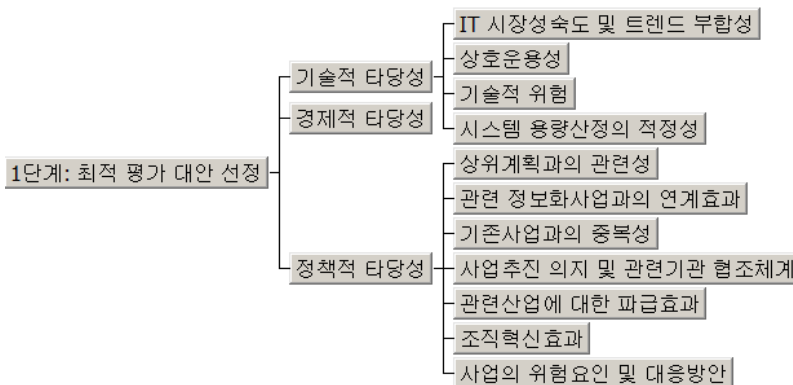 1단계: 최적 평가 대안 선정
기술적 타당성
IT 시장성숙도 및 트렌드 부합성
상호운용성
기술적 위험
시스템 용량산정의 적정성
경제적 타당성
정책적 타당성
상위계획과의 관련성
관련 정보화사업과의 연계효과
기존사업과의 중복성
사업추진 의지 및 관련기관 협조체계
관련산업에 대한 파급효과
조직혁신효과
사업의 위험요인 및 대응방안